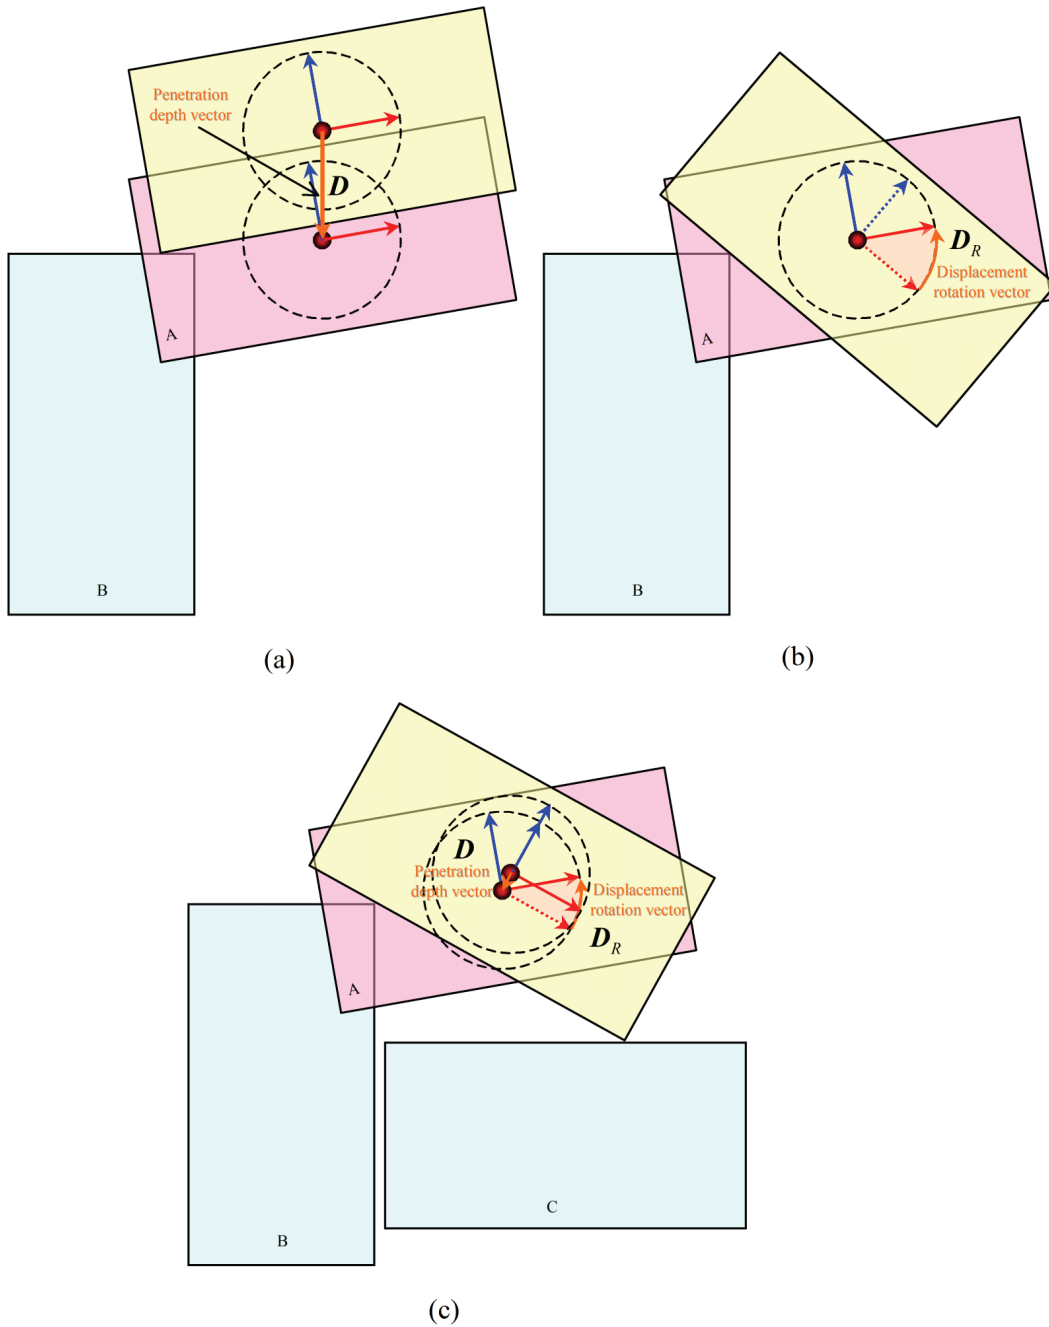 Penetration
depth vector
D
A
B
(a)
D_R
Displacement
rotation vector
A
B
(b)
D
Penetration
depth vector
Displacement
rotation vector
D_R
A
C
B
(c)